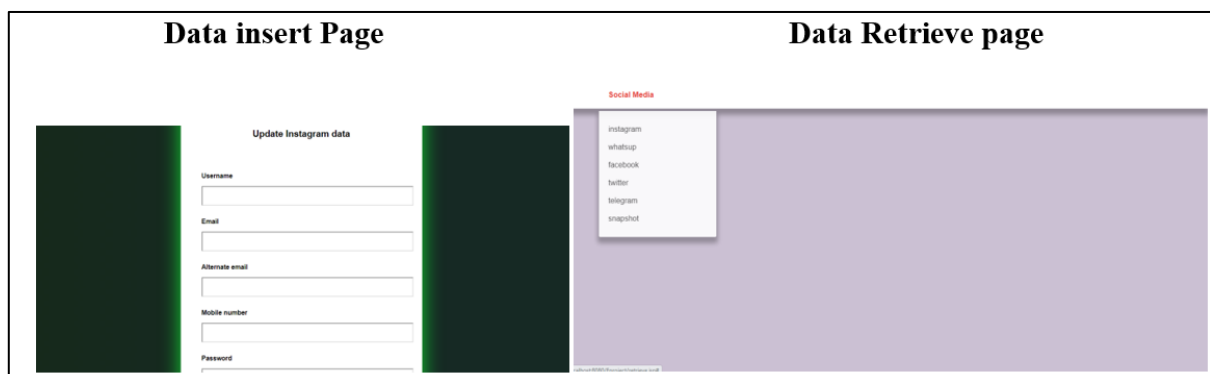 Data insert Page
Data Retrieve page
Update Instagram data
Username
Email
Alternate email
Mobile number
Password
Social Media
instagram
whatsup
facebook
twitter
telegram
snapshot